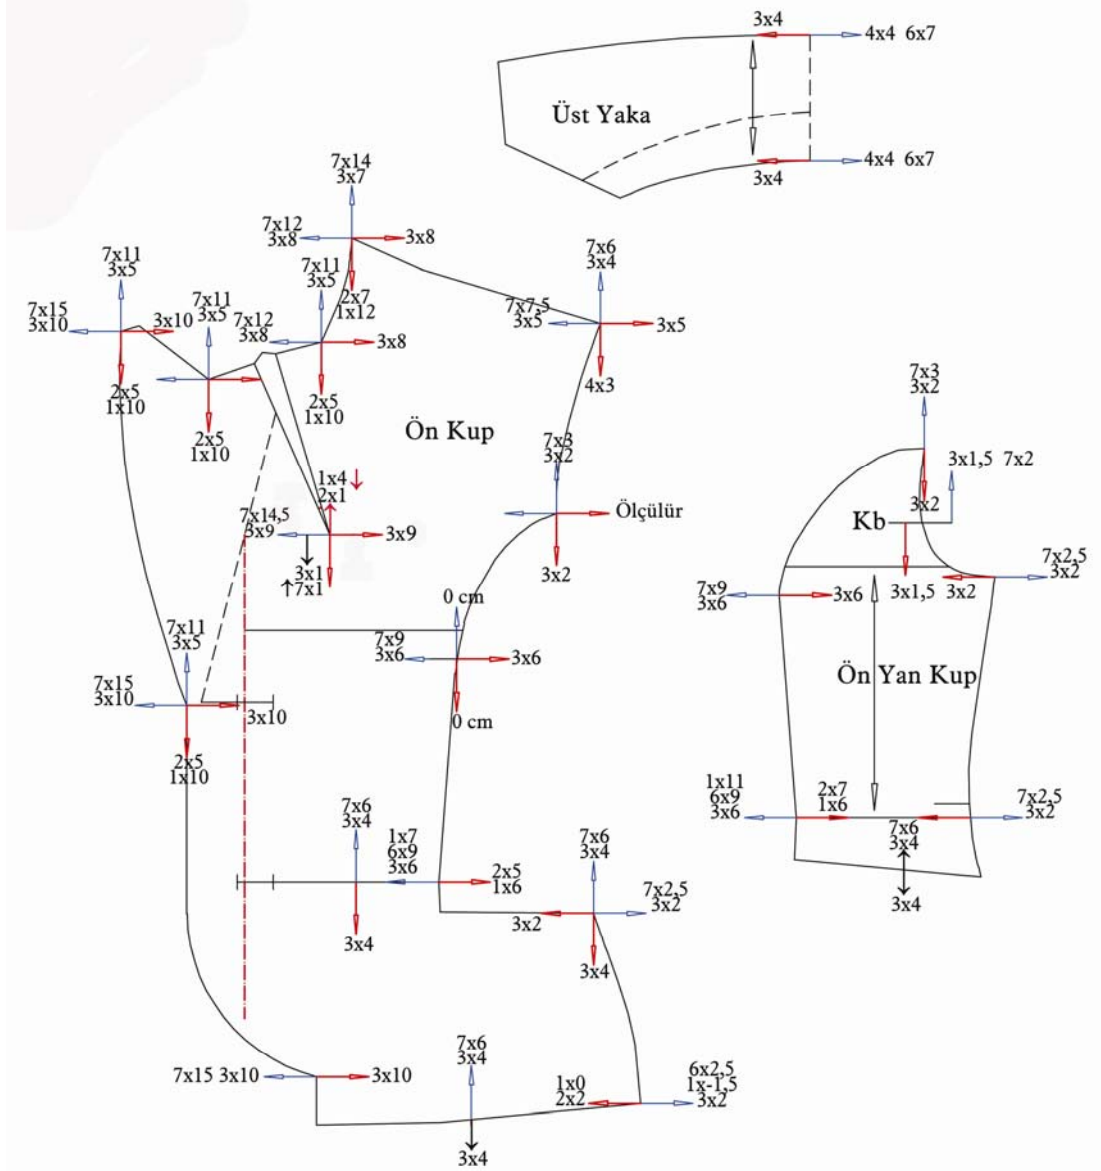 3x4
4x4 6x7
Üst Yaka
4x4 6x7
3x4
7x14
3x7
7x12
3x8
3x8
7x11
3x5
7x11
3x5
7x15
3x10
3x10
7x11
3x5
7x12
3x8
3x8
2x7
1x12
2x5
1x10
2x5
1x10
2x5
1x10
7x6
3x4
7x7,5
3x5
3x5
4x3
Ön Kup
7x3
3x2
Ölçülür
3x2
1x4
2x1
7x14,5
3x9
3x9
3x1
7x1
0 cm
7x9
3x6
3x6
0 cm
7x11
3x5
7x15
3x10
3x10
2x5
1x10
7x6
3x4
1x7
6x9
3x6
2x5
1x6
3x4
7x6
3x4
7x2,5
3x2
3x2
3x4
7x6
3x4
7x15 3x10
3x10
1x0
2x2
6x2,5
1x-1,5
3x2
3x4
7x3
3x2
3x1,5 7x2
3x2
Kb
7x2,5
3x2
3x1,5
3x2
7x9
3x6
3x6
Ön Yan Kup
1x11
6x9
3x6
2x7
1x6
7x2,5
3x2
7x6
3x4
3x4